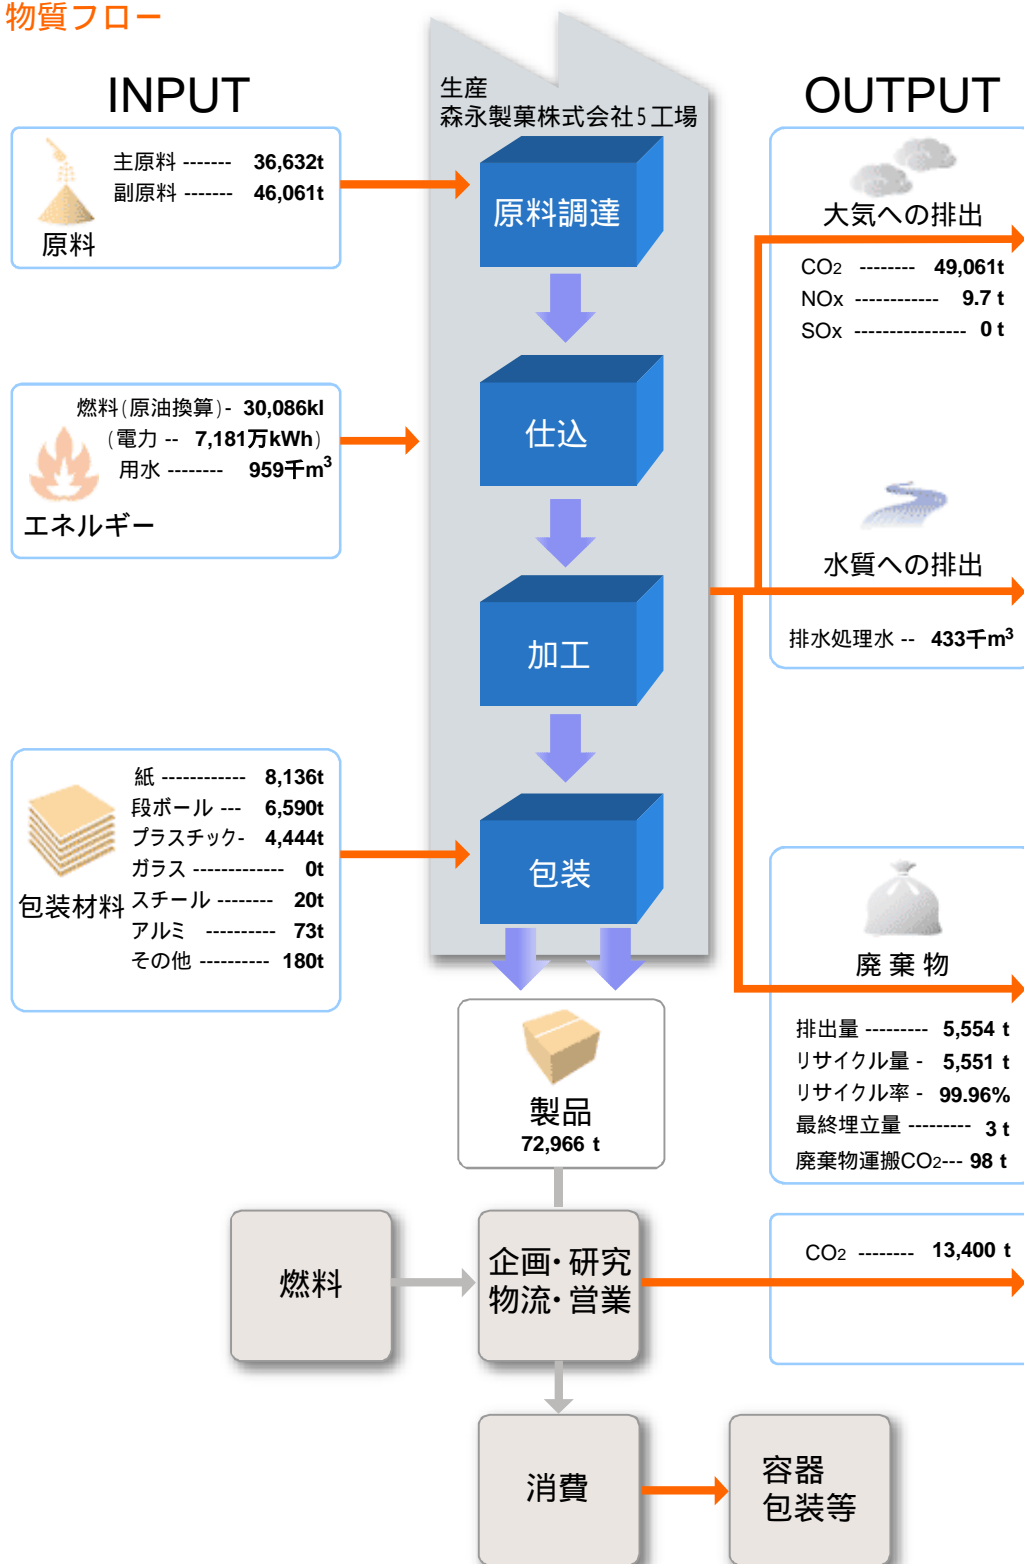 物質フロー
INPUT
生産
森永製菓株式会社5工場
OUTPUT
主原料 ------- 36,632t
副原料 ------- 46,061t
原料
原料調達
大気への排出
CO2 -------- 49,061t
NOx ------------ 9.7 t
SOx ---------------- 0 t
燃料(原油換算)- 30,086kl
(電力 -- 7,181万kWh)
用水 -------- 959千m3
エネルギー
仕込
水質への排出
排水処理水 -- 433千m3
加工
紙 ------------ 8,136t
段ボール --- 6,590t
プラスチック- 4,444t
ガラス ------------- 0t
スチール -------- 20t
アルミ ---------- 73t
その他 ---------- 180t
包装材料
包装
廃棄物
排出量 --------- 5,554 t
リサイクル量 - 5,551 t
リサイクル率 - 99.96%
最終埋立量 --------- 3 t
廃棄物運搬CO2--- 98 t
製品
72,966 t
燃料
企画・研究
物流・営業
CO2 ------- 13,400 t
消費
容器
包装等